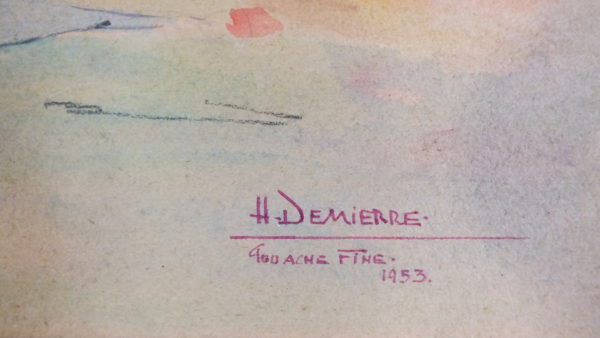 H. DEMIERRE.
GOUACHE FINE.
1953.